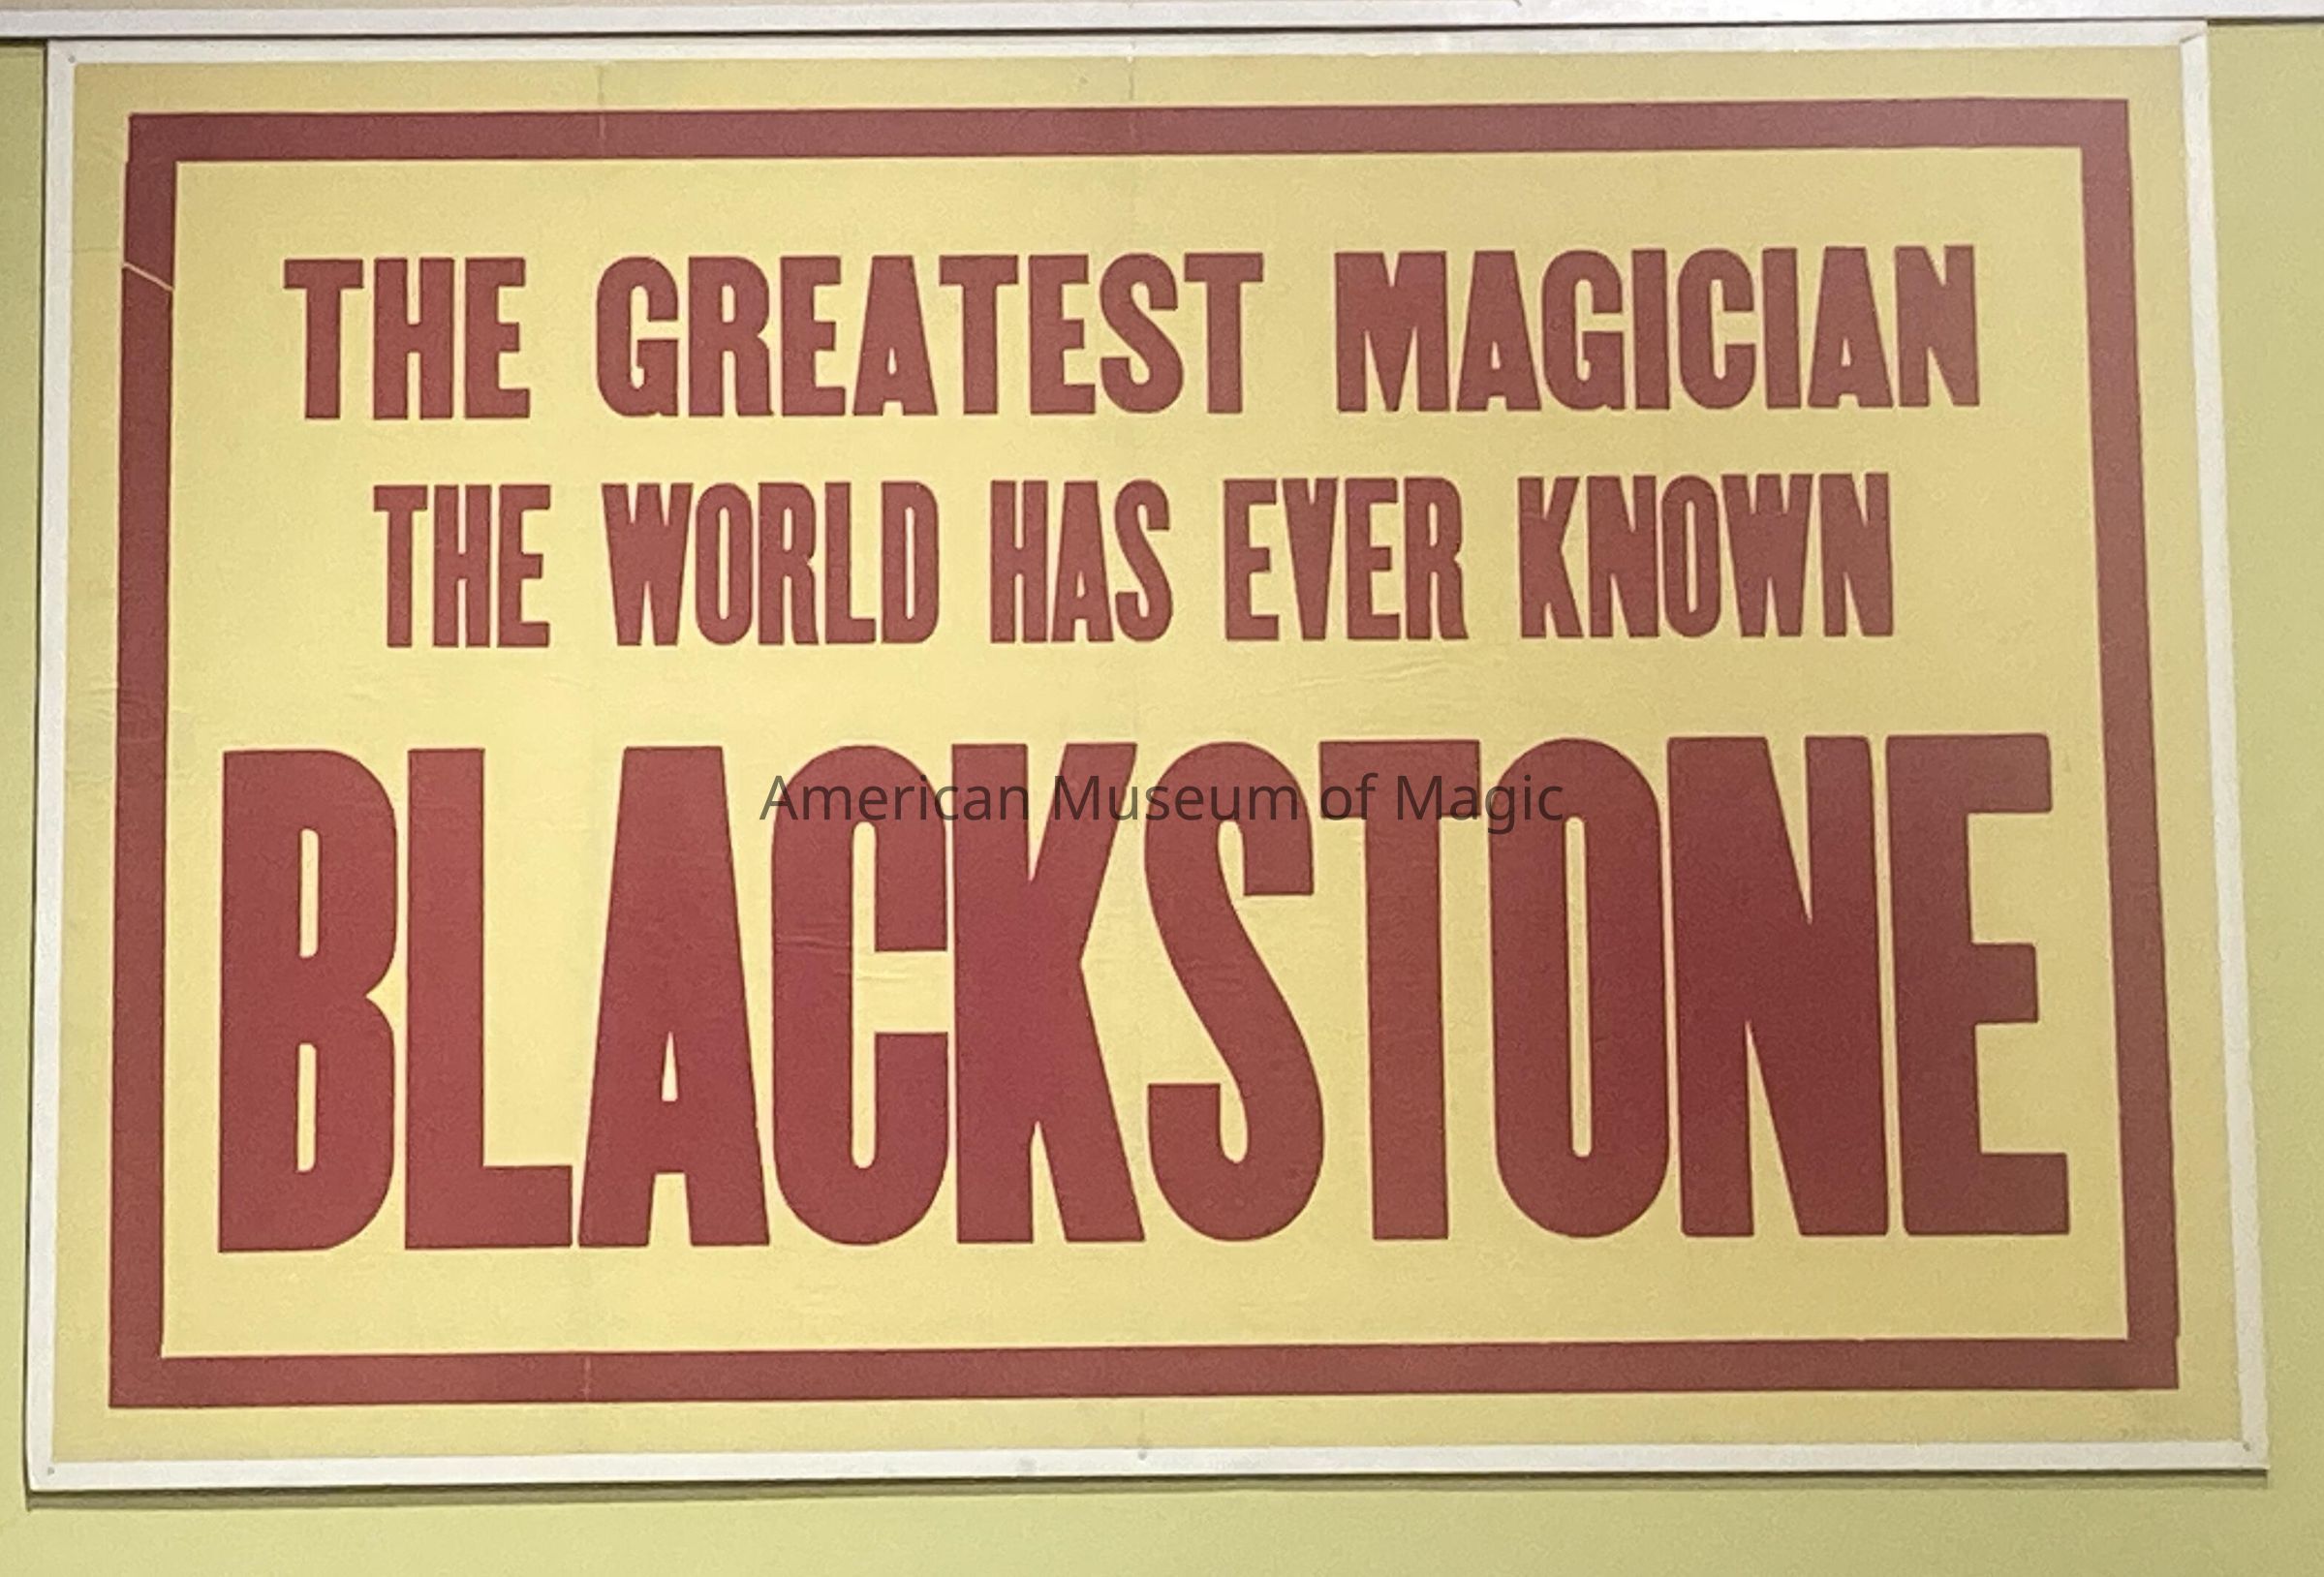 THE GREATEST MAGICIAN
THE WORLD HAS EVER KNOWN
BLACKSTONE
American Museum of Magic